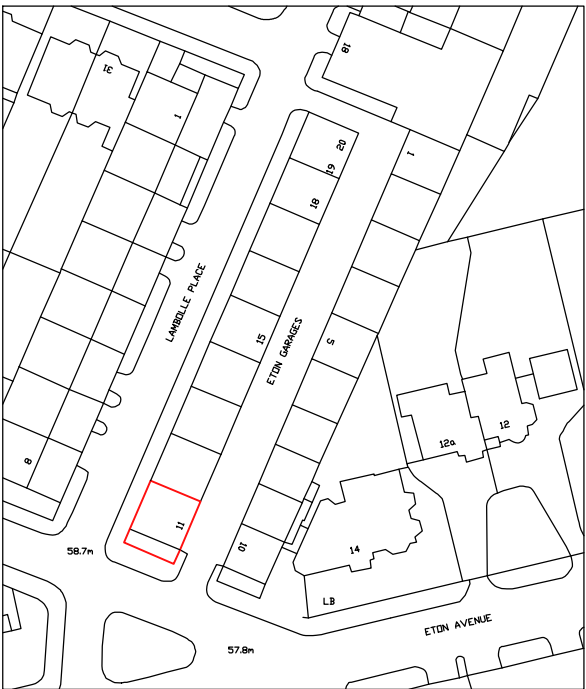 31
18
1
20
1
19
18
LAMBOLLE PLACE
15
5
ETON GARAGES
12
12a
8
11
58.7m
10
14
LB
ETON AVENUE
57.8m